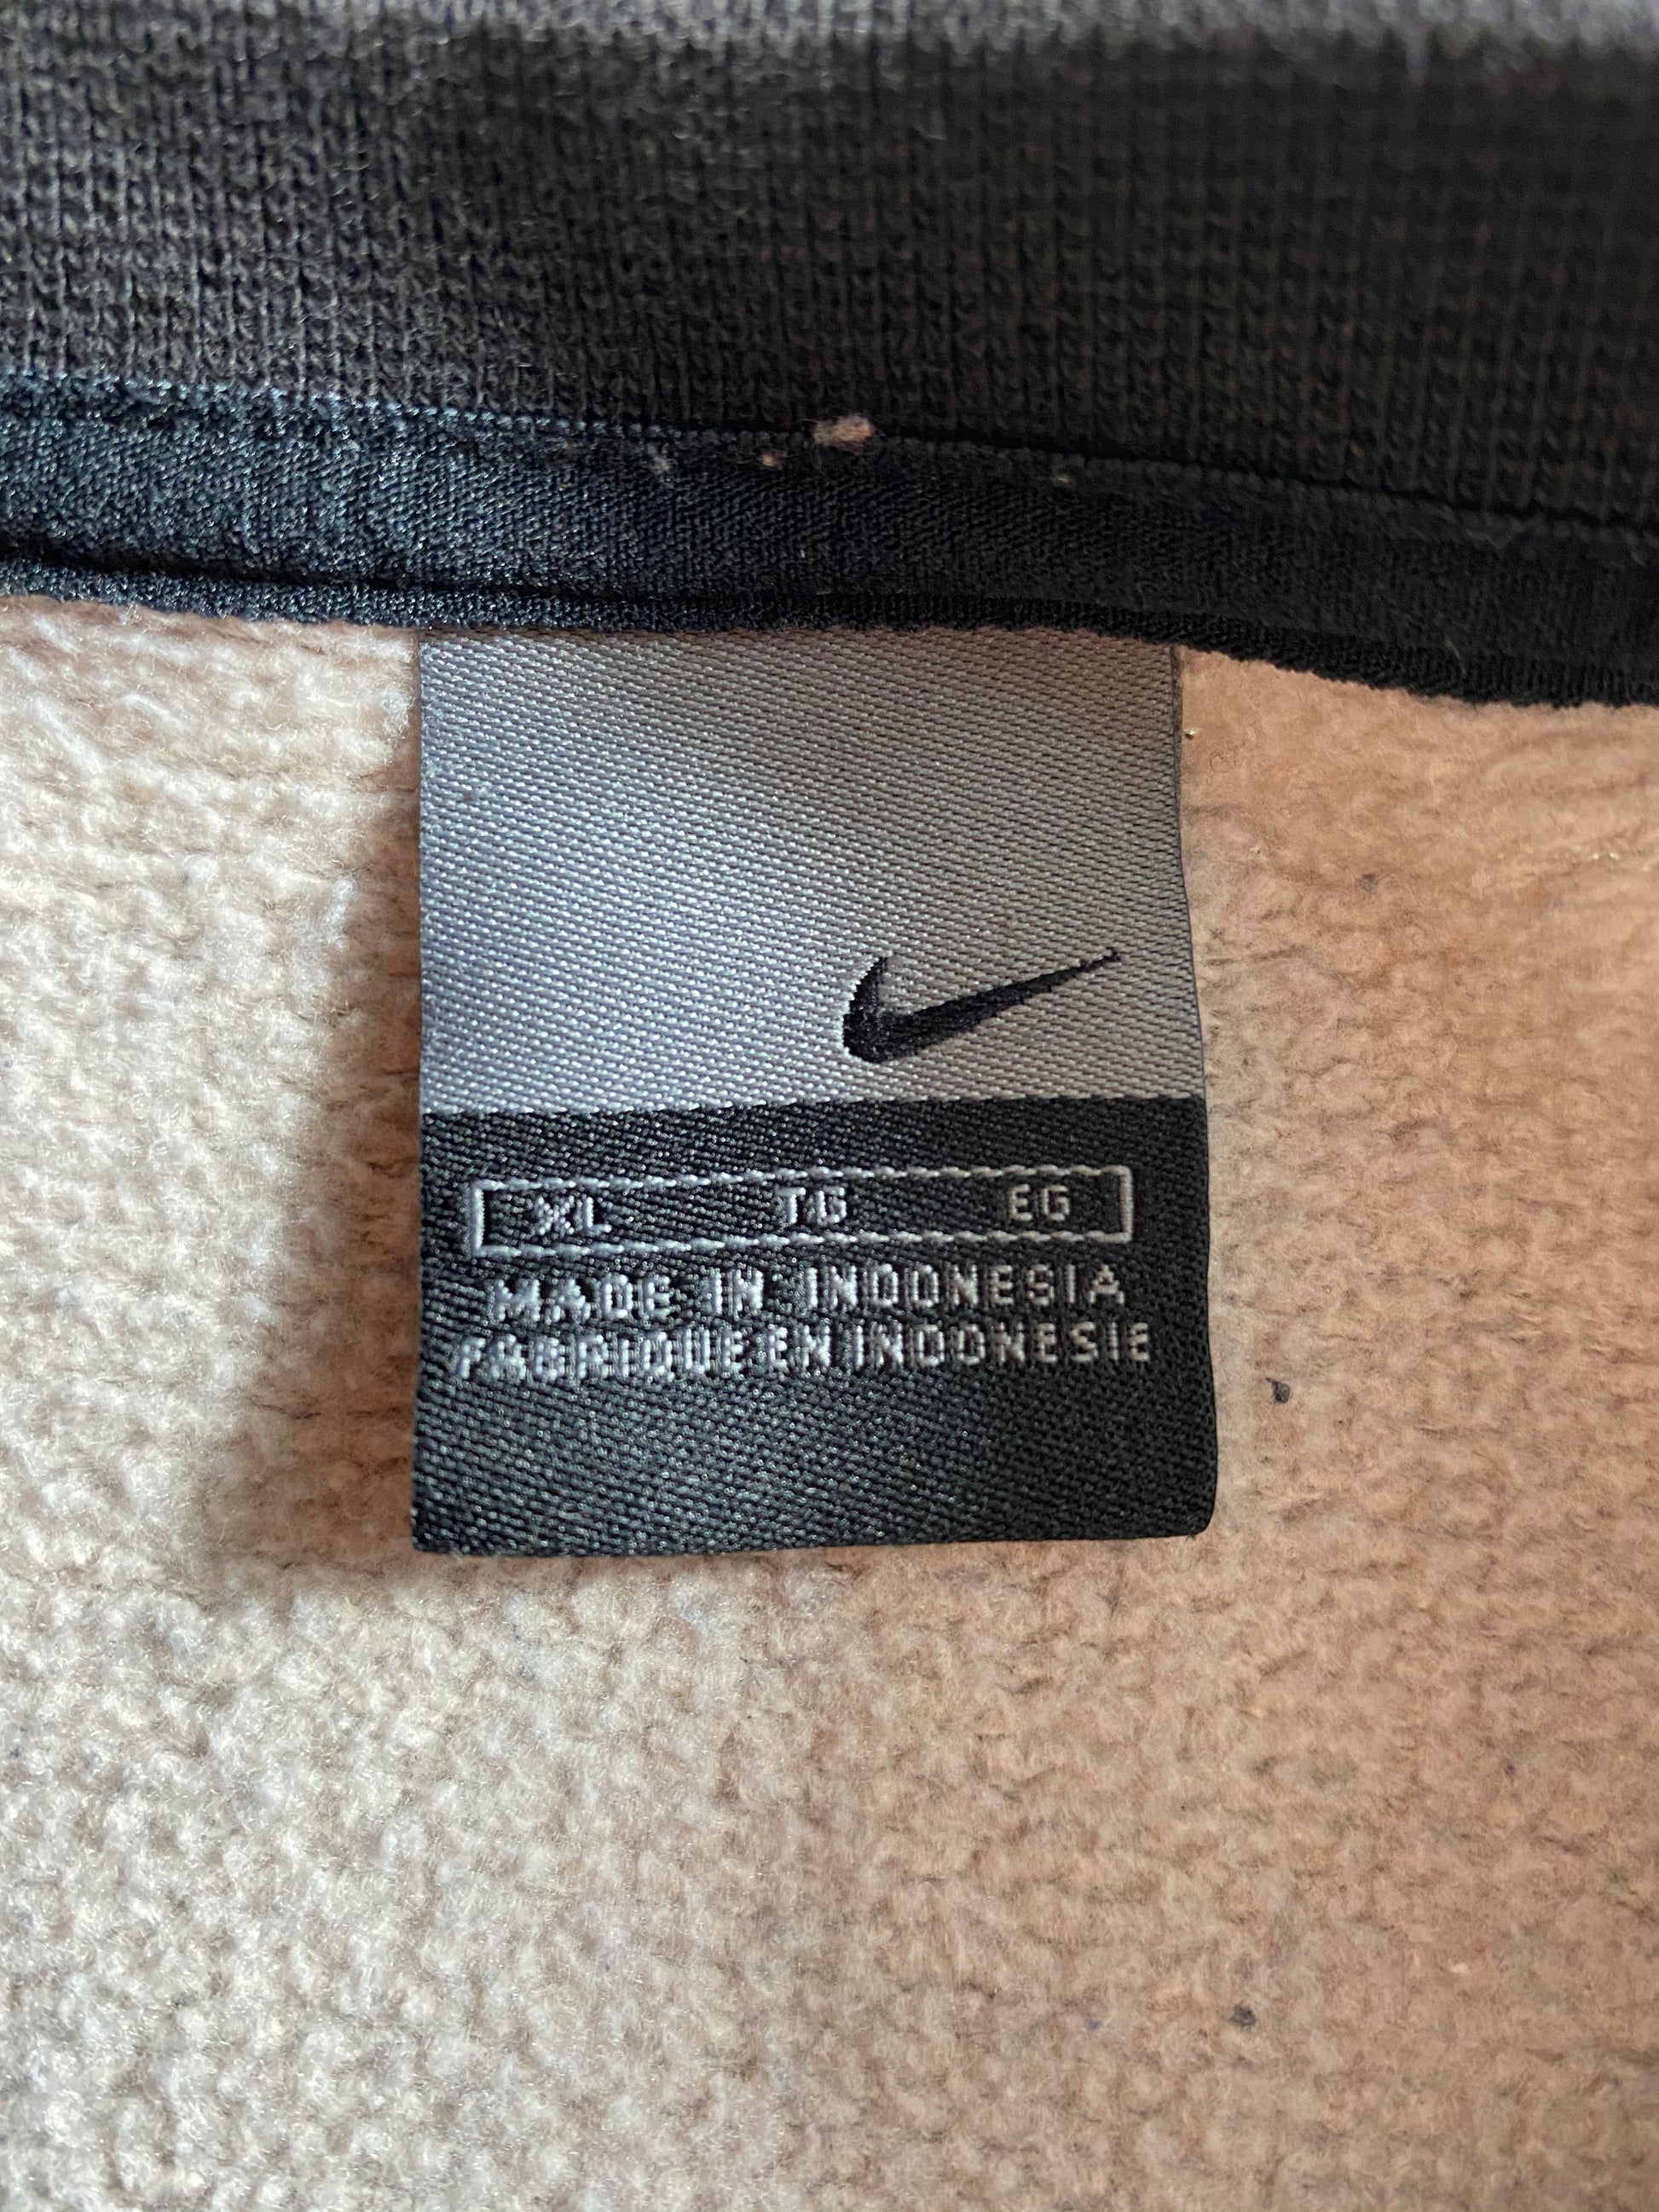 XL TG EG
MADE IN INDONESIA
FABRIQUE EN INDONESIE